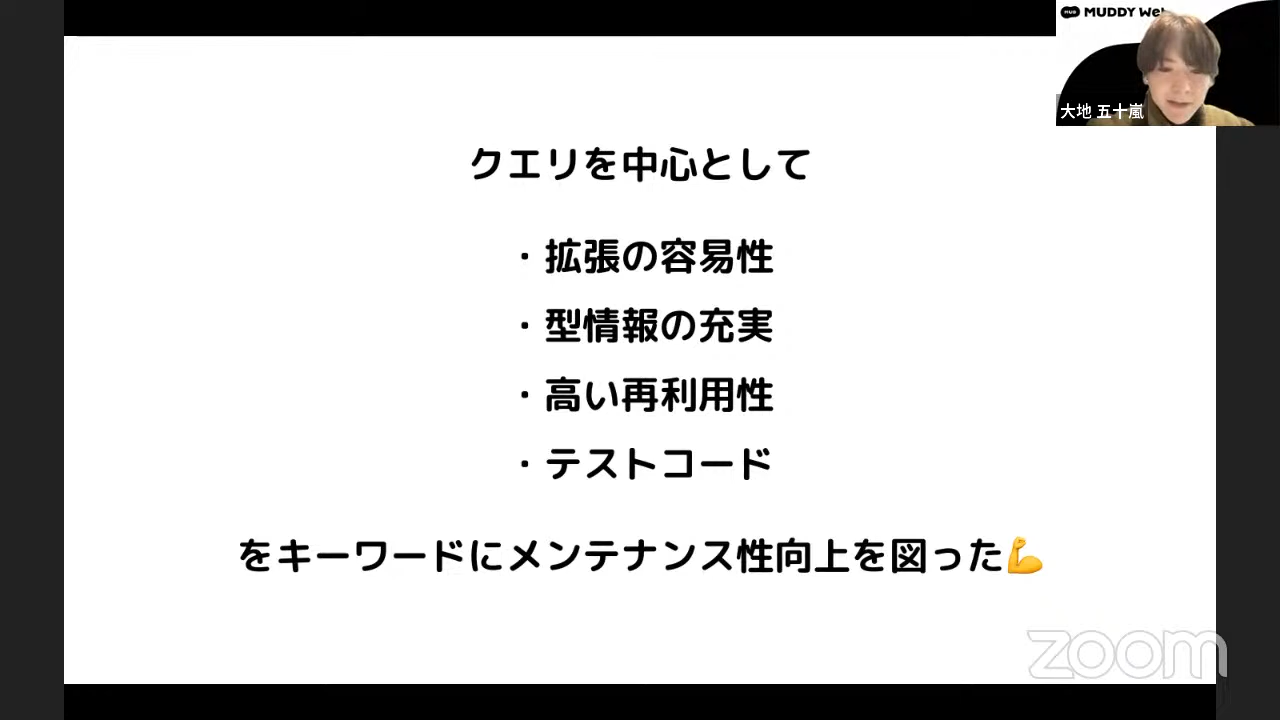 MUDDY We
大地 五十嵐
クエリを中心として
・拡張の容易性
・型情報の充実
・高い再利用性
・テストコード
をキーワードにメンテナンス性向上を図った💪
zoom